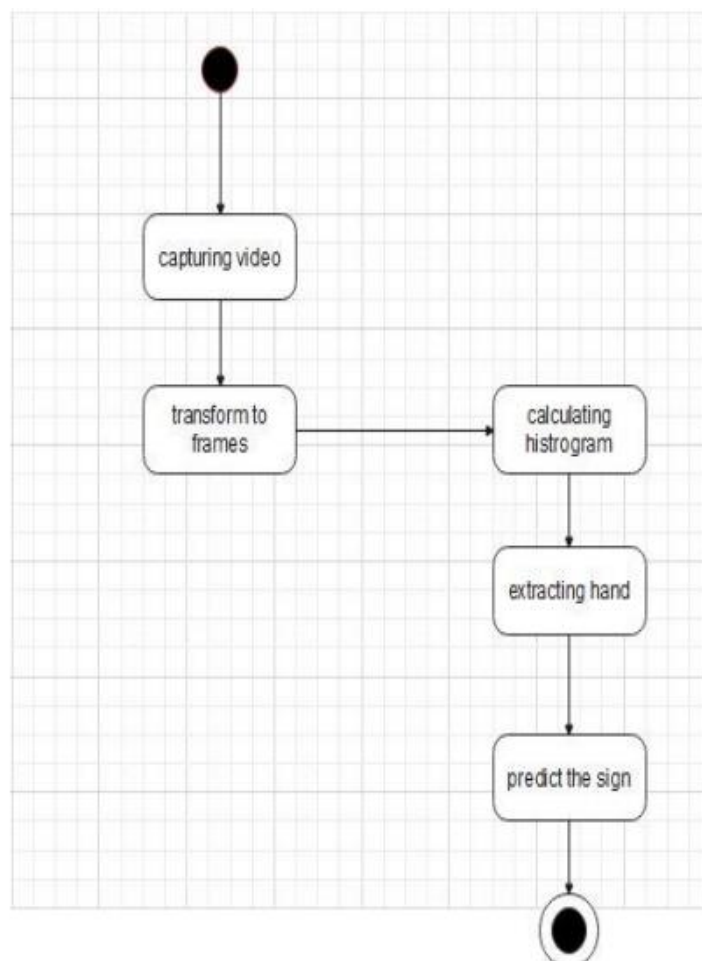 capturing video
transform to
frames
calculating
histrogram
extracting hand
predict the sign